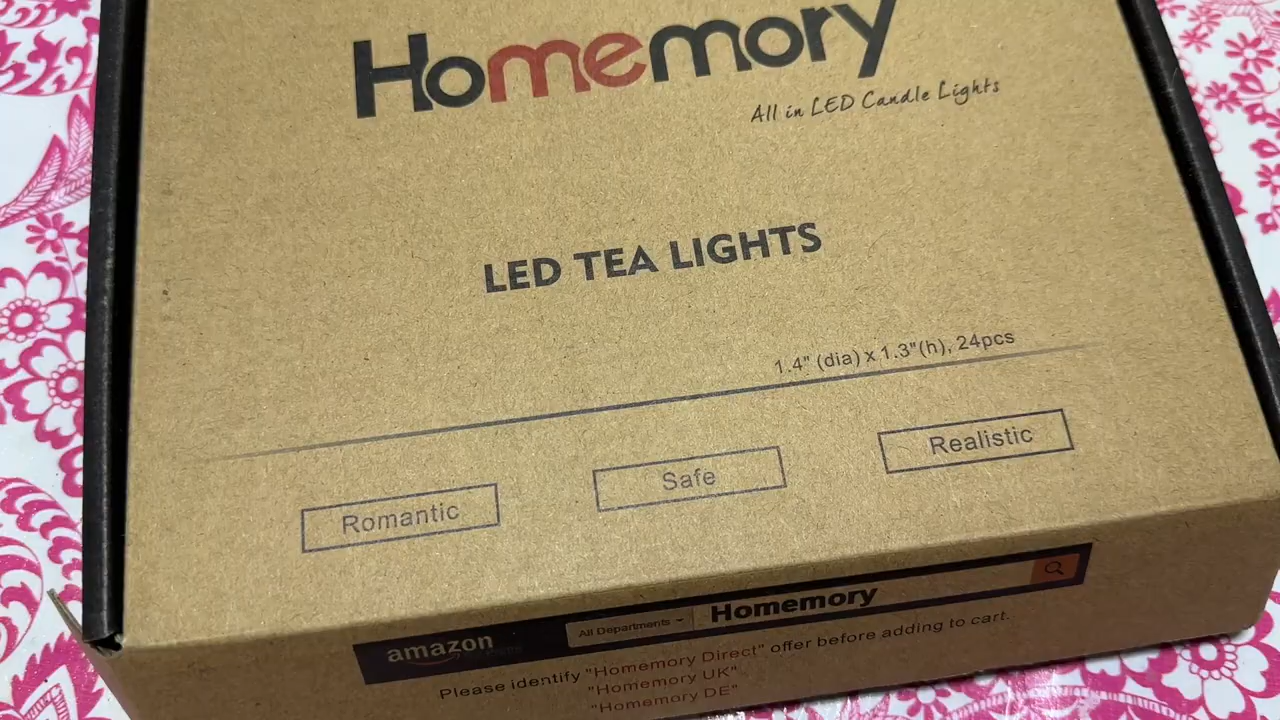 Homemory
All in LED Candle Lights
LED TEA LIGHTS
1.4" (dia) x 1.3"(h), 24pcs
Romantic
Safe
Realistic
amazon
All Departments
Homemory
Please identify "Homemory Direct" offer before adding to cart.
"Homemory UK"
"Homemory DE"